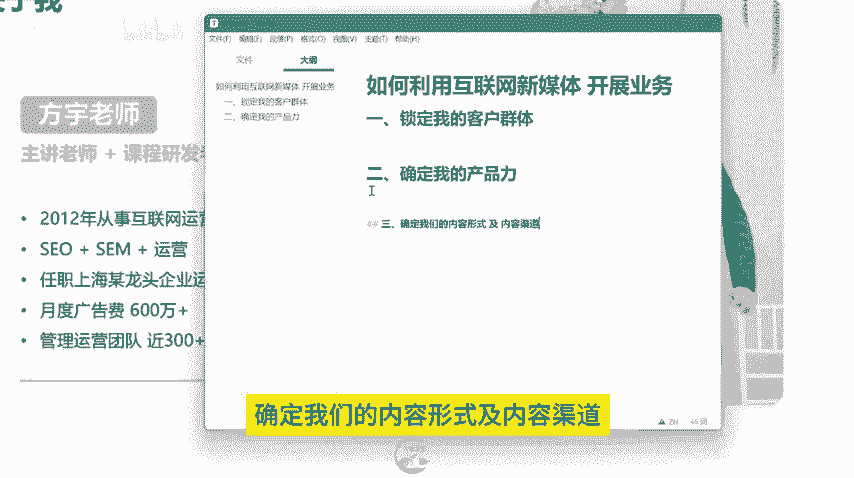 于我
方宇老师
主讲老师 + 课程研发
2012年从事互联网运营
SEO + SEM + 运营
任职上海某龙头企业运
月度广告费 600万+
管理运营团队 近300+
文件(F) 编辑(E) 段落(P) 格式(O) 视图(V) 主题(T) 帮助(H)
文件 大纲
如何利用互联网新媒体 开展业务
一、锁定我的客户群体
二、确定我的产品力
如何利用互联网新媒体 开展业务
一、锁定我的客户群体
二、确定我的产品力
## 三、确定我们的内容形式 及 内容渠道
ZH 46 词
确定我们的内容形式及内容渠道